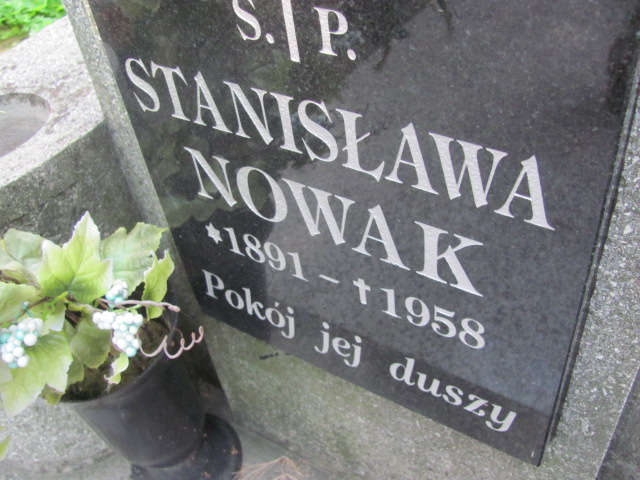 Ś.†P.
STANISŁAWA
NOWAK
*1891 – †1958
Pokój jej duszy